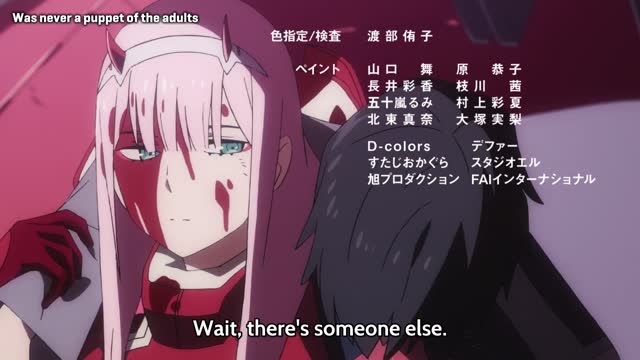 Was never a puppet of the adults
色指定/検査 渡部侑子
ペイント 山口 舞 原 恭子
長井彩香 枝川 茜
五十嵐るみ 村上彩夏
北東真奈 大塚実梨
D-colors デファー
すたじおかぐら スタジオエル
旭プロダクション FAIインターナショナル
Wait, there's someone else.